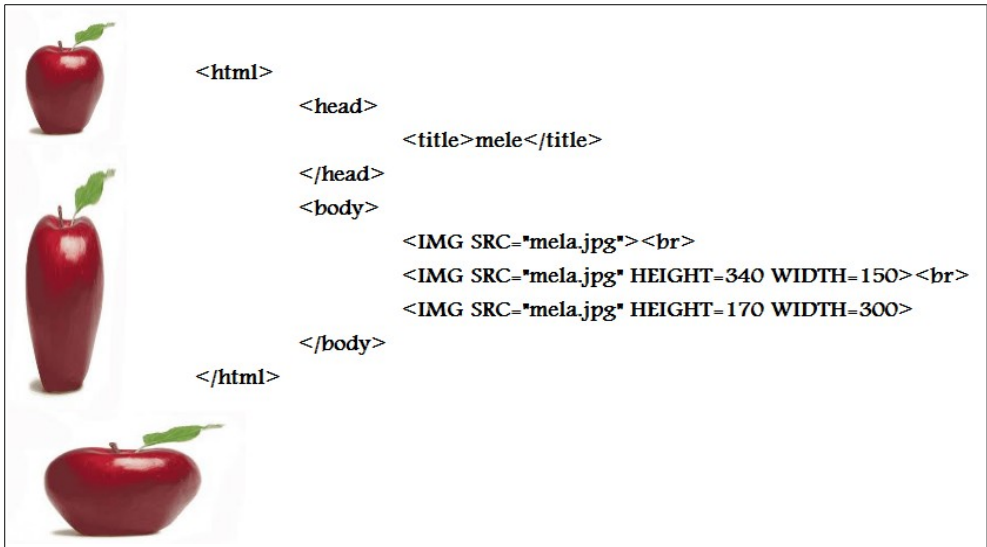 <html>
<head>
<title>mele</title>
</head>
<body>
<IMG SRC="mela.jpg"><br>
<IMG SRC="mela.jpg" HEIGHT=340 WIDTH=150><br>
<IMG SRC="mela.jpg" HEIGHT=170 WIDTH=300>
</body>
</html>